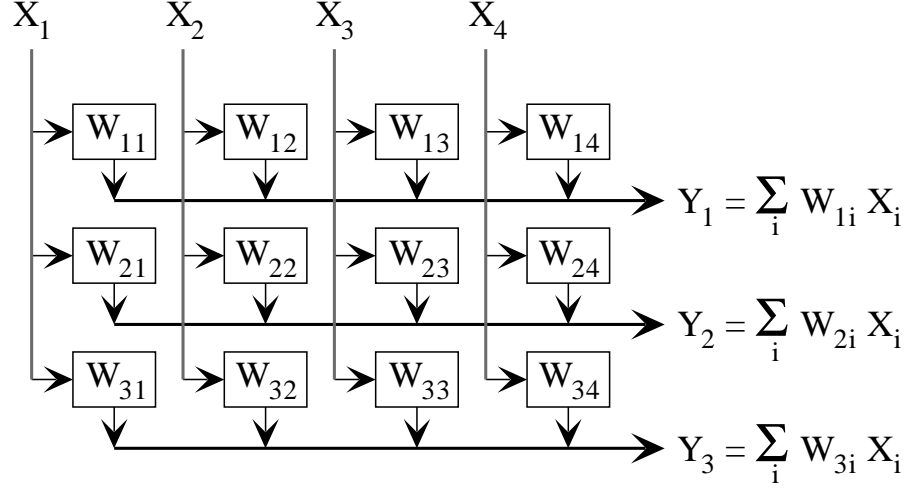 X₁ X₂ X₃ X₄
W₁₁ W₁₂ W₁₃ W₁₄
Y₁ = ∑ᵢ W₁ᵢ Xᵢ
W₂₁ W₂₂ W₂₃ W₂₄
Y₂ = ∑ᵢ W₂ᵢ Xᵢ
W₃₁ W₃₂ W₃₃ W₃₄
Y₃ = ∑ᵢ W₃ᵢ Xᵢ